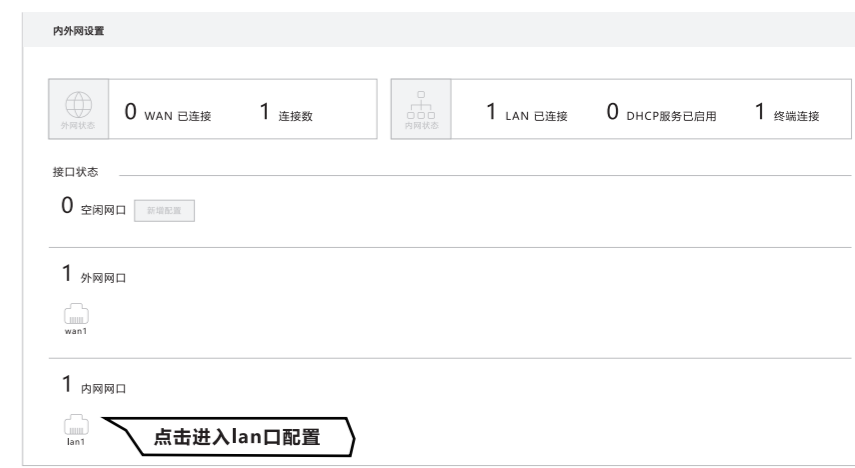 内外网设置
外网状态
0 WAN 已连接 1 连接数
内网状态
1 LAN 已连接 0 DHCP服务已启用 1 终端连接
接口状态
0 空闲网口 新增配置
1 外网网口
wan1
1 内网网口
lan1
点击进入lan口配置